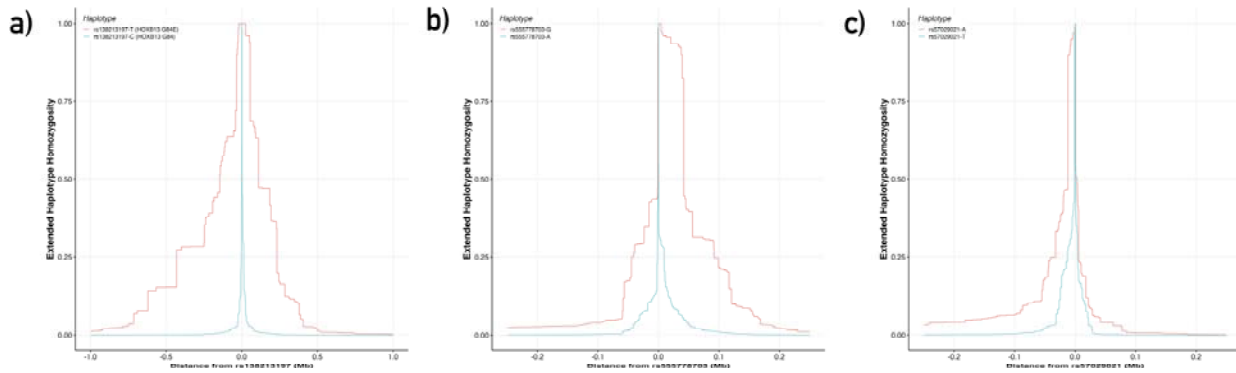 a)
Haplotype
rs138213197-T (HOXB13 G84E)
rs138213197-C (HOXB13 G84)
Extended Haplotype Homozygosity
1.00
0.75
0.50
0.25
0.00
-1.0 -0.5 0.0 0.5 1.0
Distance from rs138213197 (Mb)
b)
Haplotype
rs555778703-G
rs555778703-A
Extended Haplotype Homozygosity
1.00
0.75
0.50
0.25
0.00
-0.2 -0.1 0.0 0.1 0.2
Distance from rs555778703 (Mb)
c)
Haplotype
rs57029021-A
rs57029021-T
Extended Haplotype Homozygosity
1.00
0.75
0.50
0.25
0.00
-0.2 -0.1 0.0 0.1 0.2
Distance from rs57029021 (Mb)